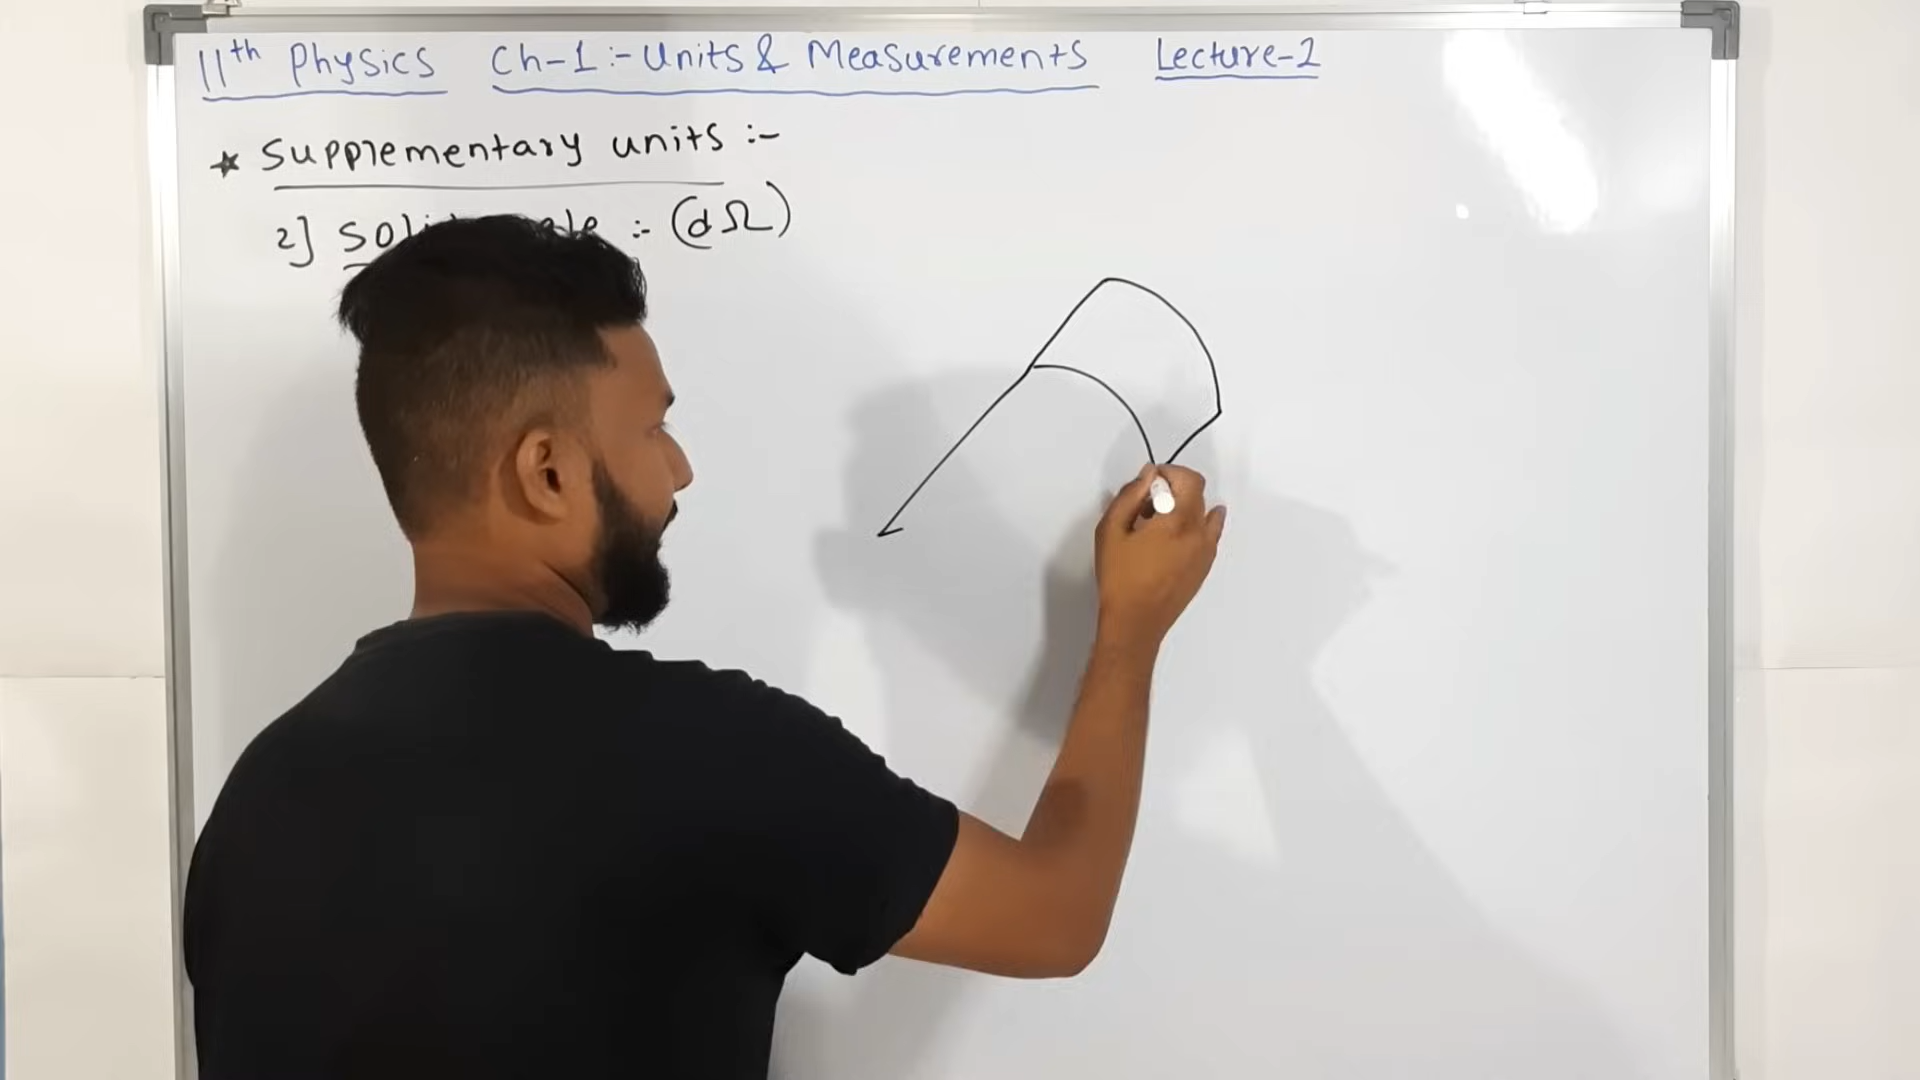 11th Physics Ch-1:- Units & Measurements Lecture-2
* Supplementary units :-
2] :- (dΩ)